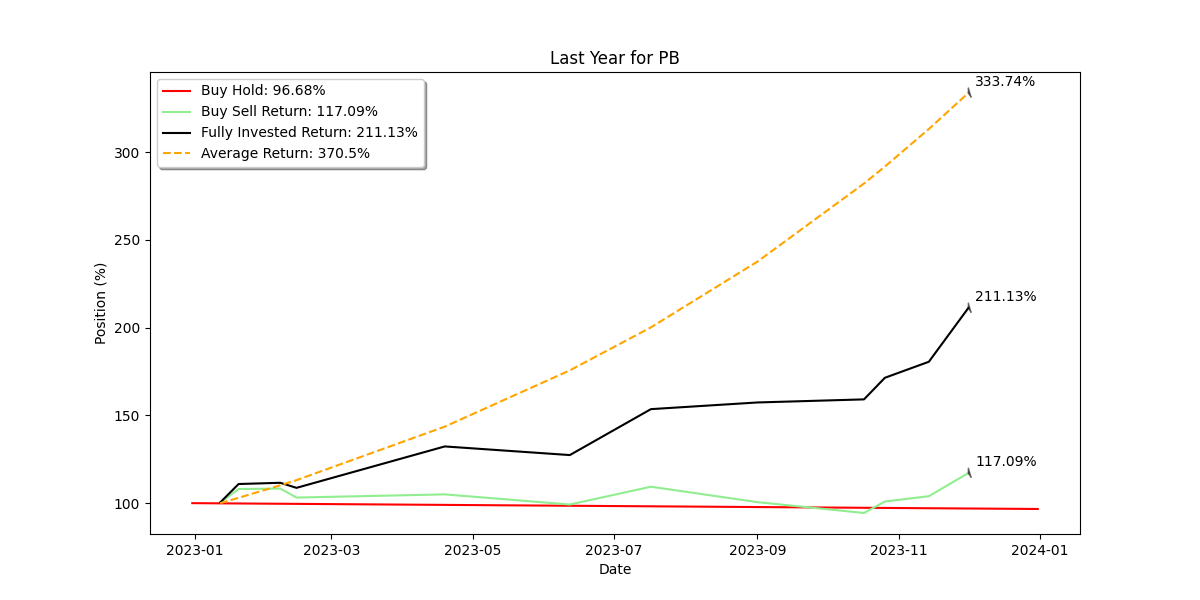 Last Year for PB
Buy Hold: 96.68%
Buy Sell Return: 117.09%
Fully Invested Return: 211.13%
Average Return: 370.5%
333.74%
211.13%
117.09%
Position (%)
300
250
200
150
100
2023-01
2023-03
2023-05
2023-07
2023-09
2023-11
2024-01
Date